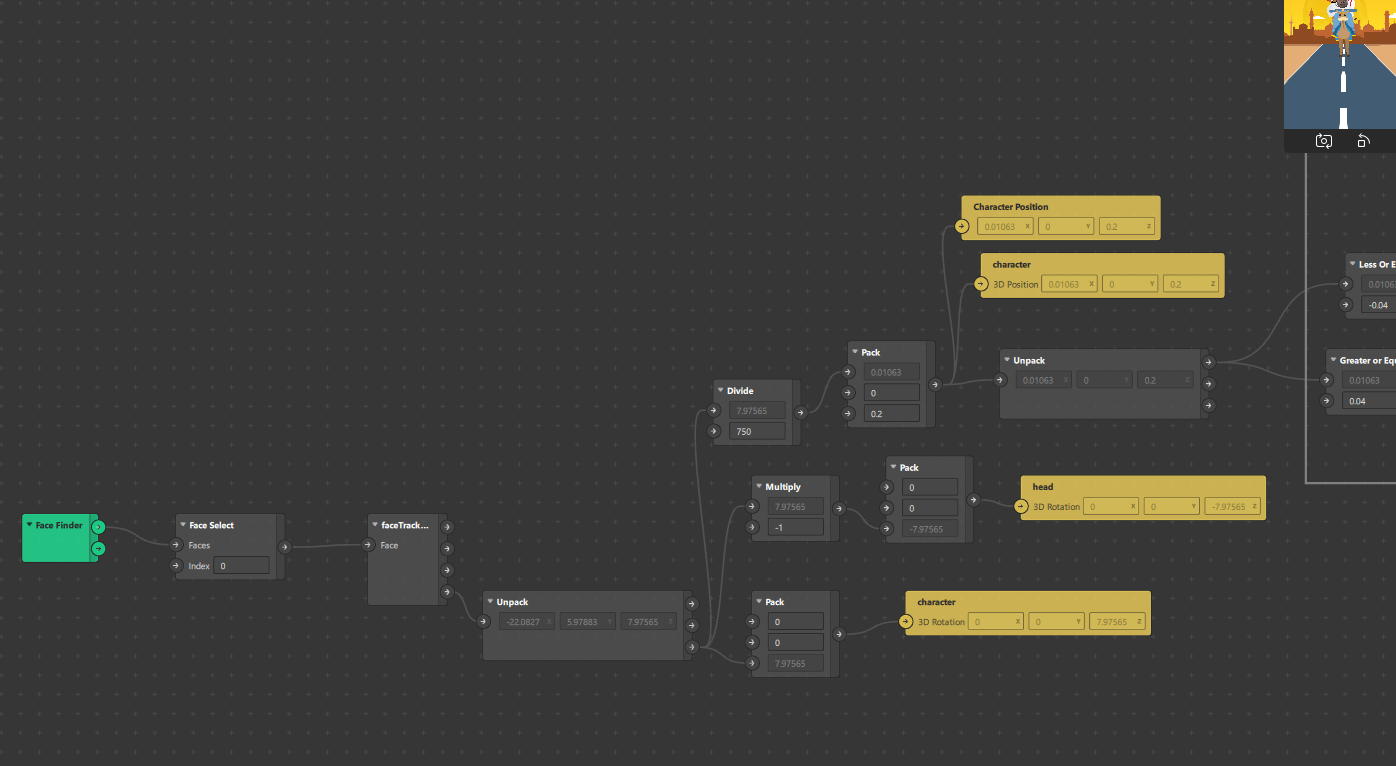 Character Position
0.01063 X 0 Y 0.2 Z
character
3D Position 0.01063 X 0 Y 0.2 Z
Less Or E
0.0106
-0.04
Pack
0.01063
0
0.2
Unpack
0.01063 X 0 Y 0.2 Z
Greater or Equ
0.01063
0.04
Divide
7.97565
750
Pack
0
0
-7.97565
Multiply
7.97565
-1
head
3D Rotation 0 X 0 Y -7.97565 Z
Face Finder
Face Select
Faces
Index 0
faceTrack...
Face
Unpack
-22.0827 X 5.97883 Y 7.97565 Z
Pack
0
0
7.97565
character
3D Rotation 0 X 0 Y 7.97565 Z